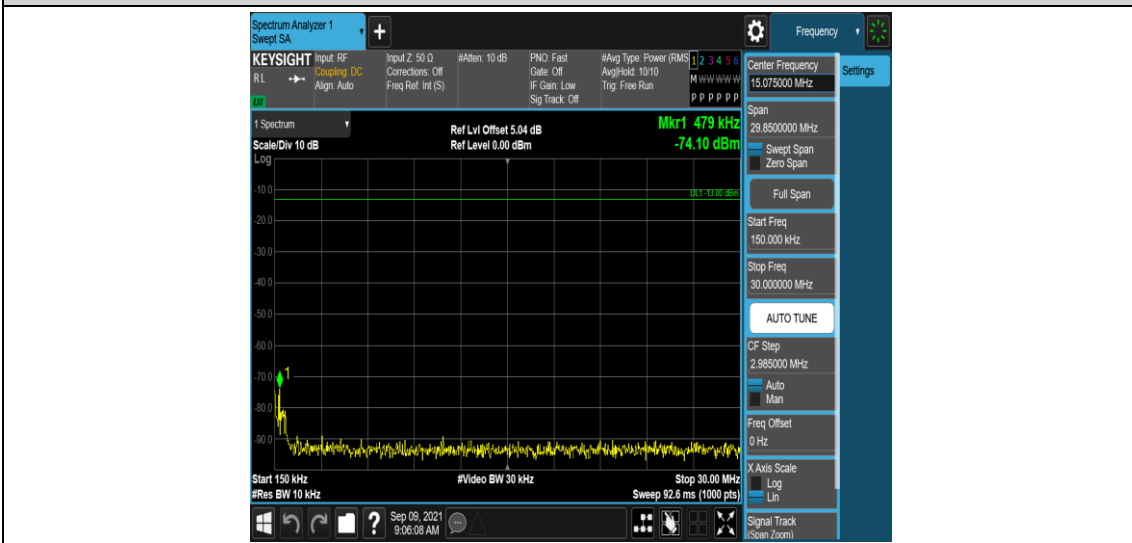 Spectrum Analyzer 1
Swept SA
+
Frequency
KEYSIGHT
RL
LW
Input: RF
Coupling: DC
Align: Auto
Input Z: 50 Ω
Corrections: Off
Freq Ref: Int (S)
#Atten: 10 dB
PNO: Fast
Gate: Off
IF Gain: Low
Sig Track: Off
#Avg Type: Power (RMS
Avg|Hold: 10/10
Trig: Free Run
1 2 3 4 5 6
M W W W W W
P P P P P P
Center Frequency
15.075000 MHz
Settings
1 Spectrum
Scale/Div 10 dB
Ref Lvl Offset 5.04 dB
Ref Level 0.00 dBm
Mkr1 479 kHz
-74.10 dBm
Log
-10.0
DL1 -13.00 dBm
-20.0
-30.0
-40.0
-50.0
-60.0
-70.0
1
-80.0
-90.0
Start 150 kHz
#Res BW 10 kHz
#Video BW 30 kHz
Stop 30.00 MHz
Sweep 92.6 ms (1000 pts)
Span
29.8500000 MHz
Swept Span
Zero Span
Full Span
Start Freq
150.000 kHz
Stop Freq
30.000000 MHz
AUTO TUNE
CF Step
2.985000 MHz
Auto
Man
Freq Offset
0 Hz
X Axis Scale
Log
Lin
Signal Track
(Span Zoom)
?
Sep 09, 2021
9:06:08 AM